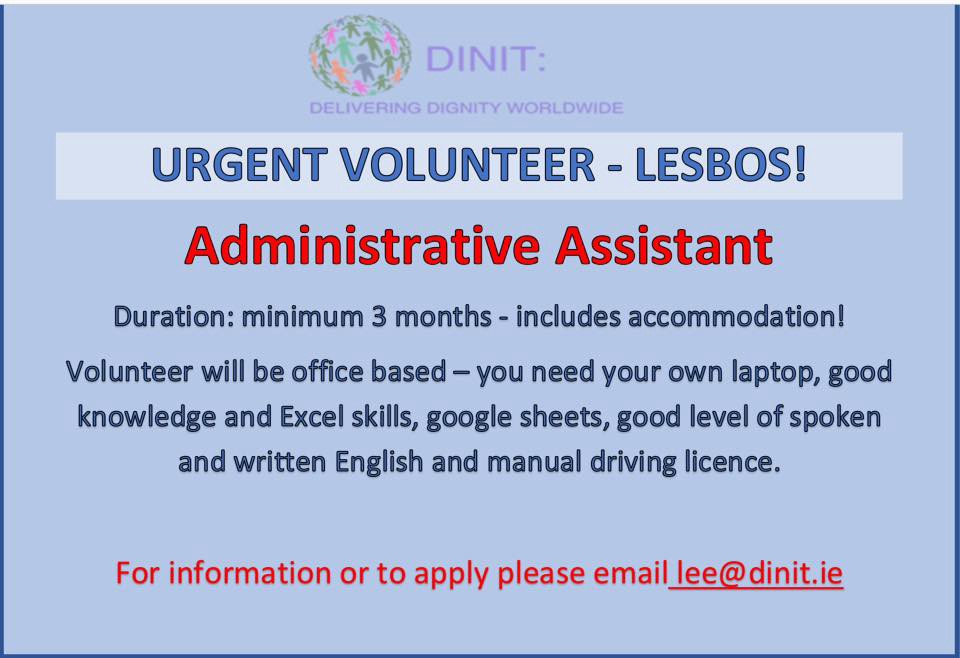 DINIT:
DELIVERING DIGNITY WORLDWIDE
URGENT VOLUNTEER - LESBOS!
Administrative Assistant
Duration: minimum 3 months - includes accommodation!
Volunteer will be office based – you need your own laptop, good
knowledge and Excel skills, google sheets, good level of spoken
and written English and manual driving licence.
For information or to apply please email lee@dinit.ie